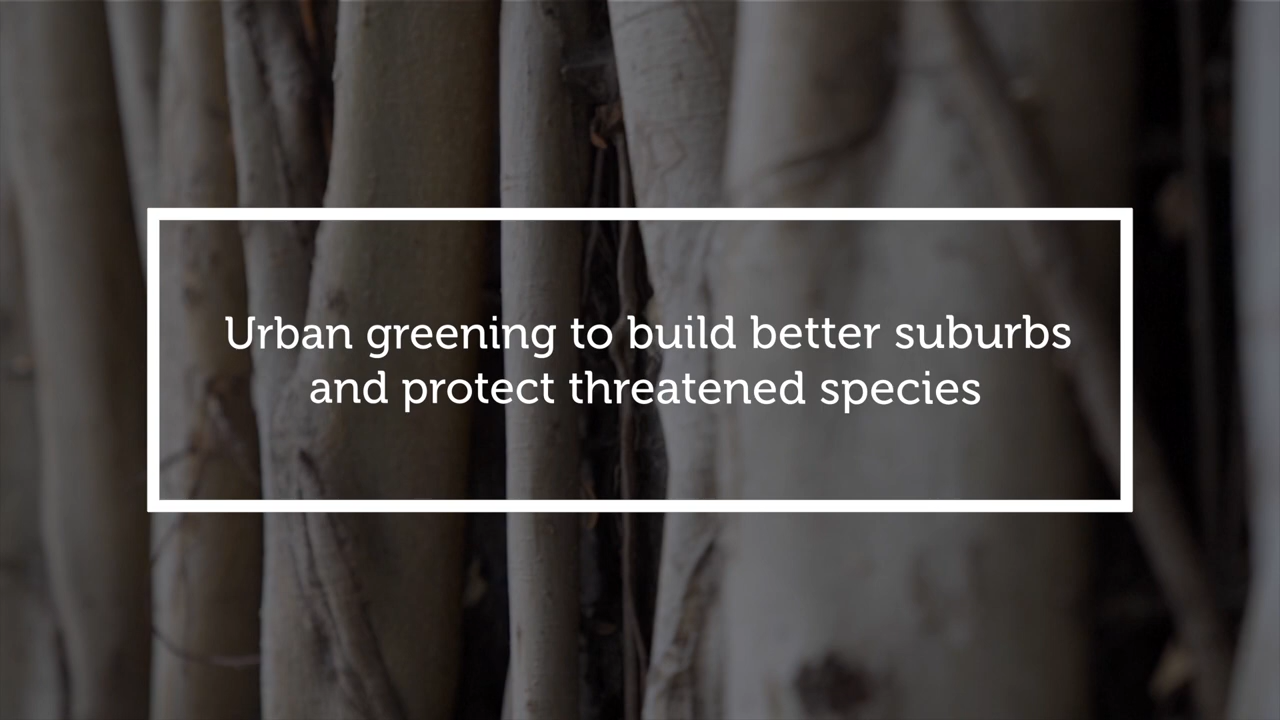 Urban greening to build better suburbs
and protect threatened species